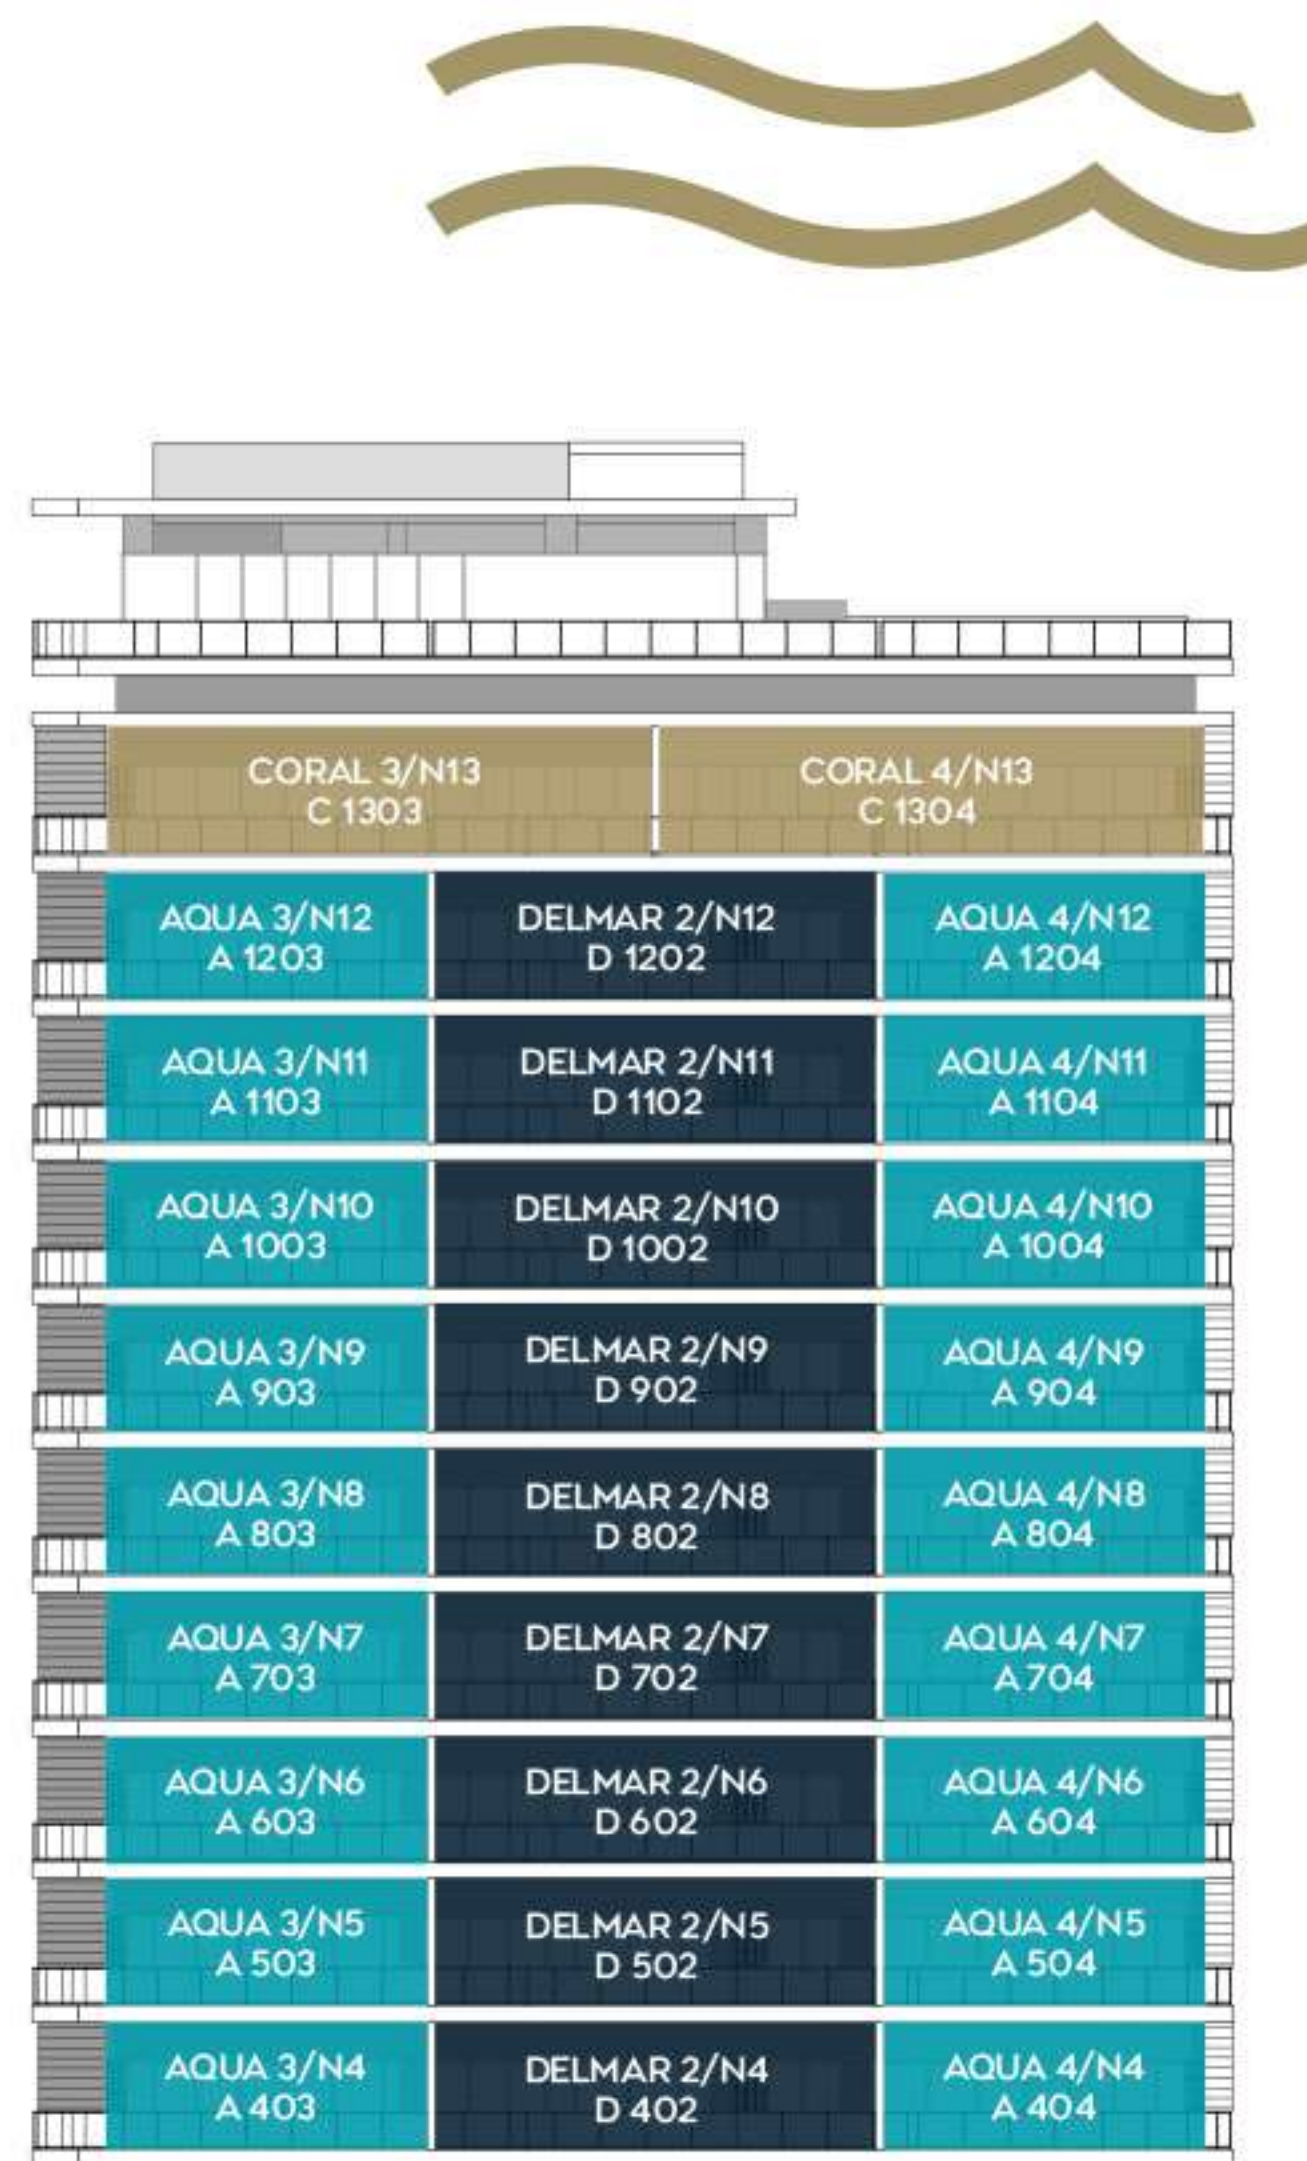 CORAL 3/N13
C 1303
CORAL 4/N13
C 1304
AQUA 3/N12
A 1203
DELMAR 2/N12
D 1202
AQUA 4/N12
A 1204
AQUA 3/N11
A 1103
DELMAR 2/N11
D 1102
AQUA 4/N11
A 1104
AQUA 3/N10
A 1003
DELMAR 2/N10
D 1002
AQUA 4/N10
A 1004
AQUA 3/N9
A 903
DELMAR 2/N9
D 902
AQUA 4/N9
A 904
AQUA 3/N8
A 803
DELMAR 2/N8
D 802
AQUA 4/N8
A 804
AQUA 3/N7
A 703
DELMAR 2/N7
D 702
AQUA 4/N7
A 704
AQUA 3/N6
A 603
DELMAR 2/N6
D 602
AQUA 4/N6
A 604
AQUA 3/N5
A 503
DELMAR 2/N5
D 502
AQUA 4/N5
A 504
AQUA 3/N4
A 403
DELMAR 2/N4
D 402
AQUA 4/N4
A 404